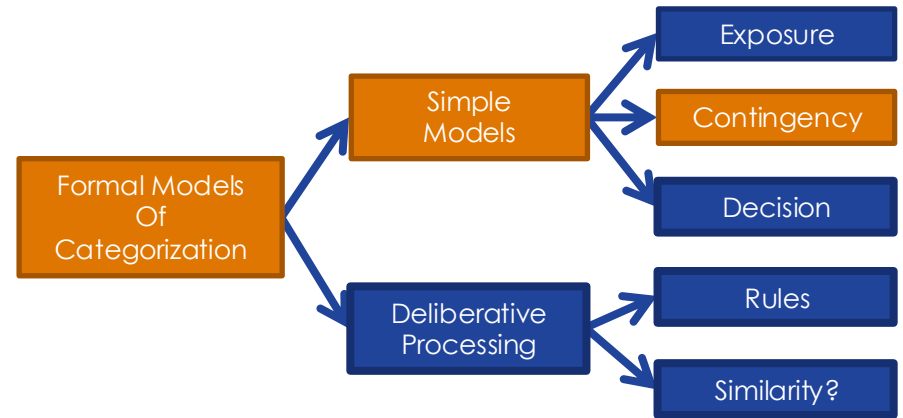 Formal Models
Of
Categorization
Simple
Models
Deliberative
Processing
Exposure
Contingency
Decision
Rules
Similarity?